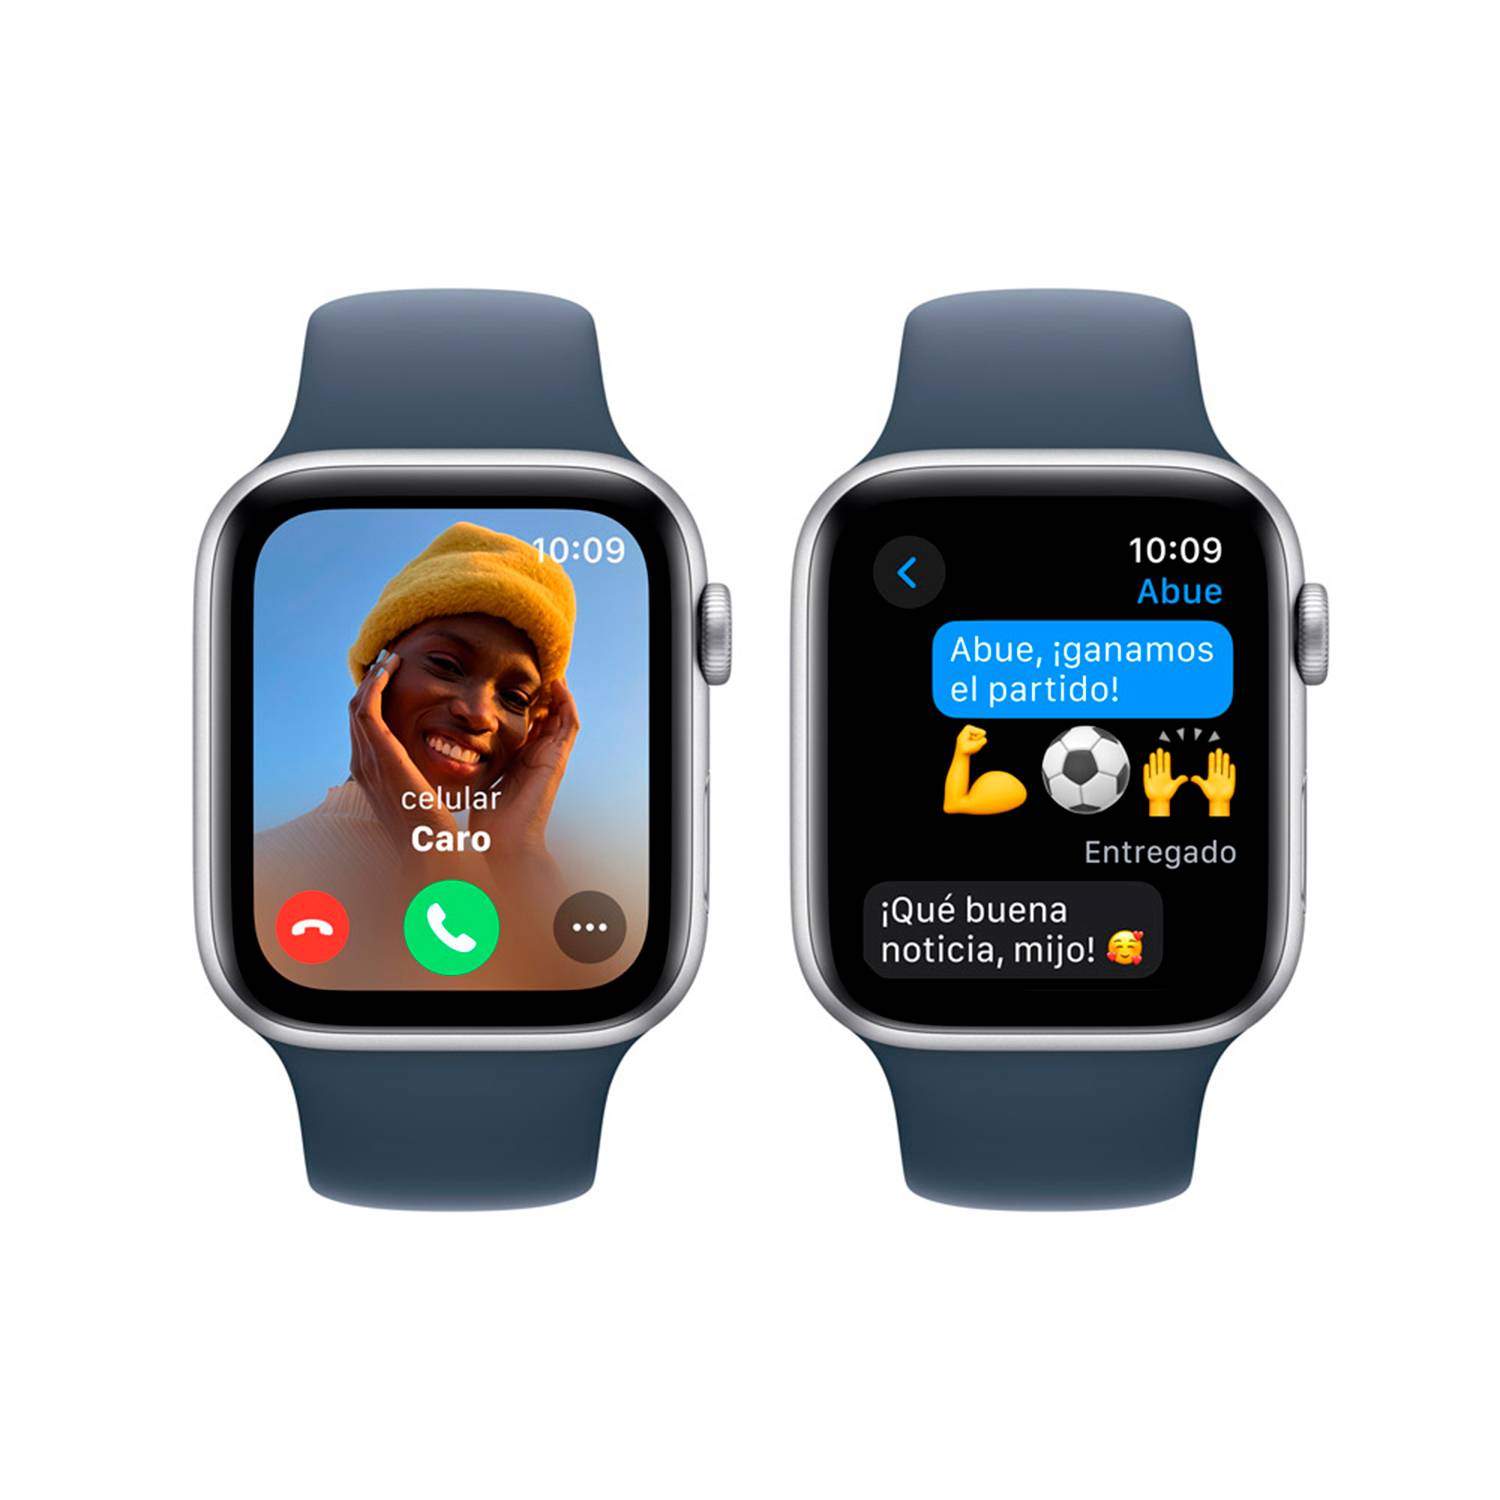 10:09
celular
Caro
10:09
Abue
Abue, ¡ganamos
el partido!
Entregado
¡Qué buena
noticia, mijo! 🥰